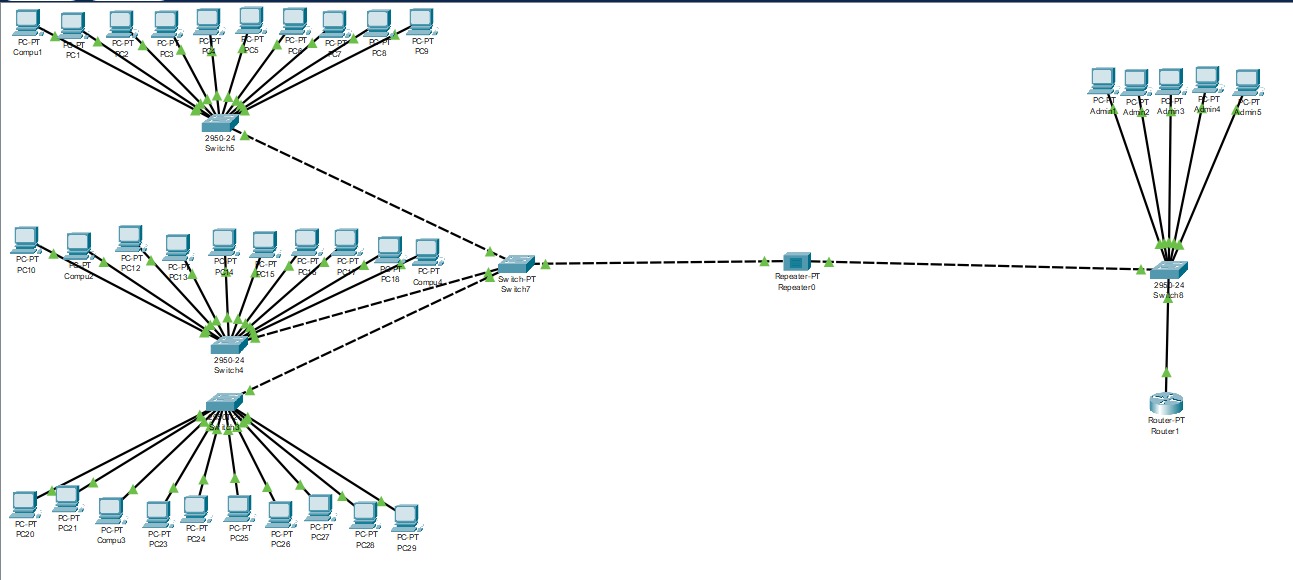 PC-PT
Compu1
PC-PT
PC1
PC-PT
PC2
PC-PT
PC3
PC-PT
PC4
PC-PT
PC5
PC-PT
PC6
PC-PT
PC7
PC-PT
PC8
PC-PT
PC9
PC-PT
Admin1
PC-PT
Admin2
PC-PT
Admin3
PC-PT
Admin4
PC-PT
Admin5
2950-24
Switch5
PC-PT
PC10
PC-PT
Compu2
PC-PT
PC12
PC-PT
PC13
PC-PT
PC14
PC-PT
PC15
PC-PT
PC-PT
PC-PT
PC18
PC-PT
Compu4
Switch-PT
Switch7
Repeater-PT
Repeater0
2950-24
Switch8
2950-24
Switch4
Router-PT
Router1
PC-PT
PC20
PC-PT
PC21
PC-PT
Compu3
PC-PT
PC23
PC-PT
PC24
PC-PT
PC25
PC-PT
PC26
PC-PT
PC27
PC-PT
PC28
PC-PT
PC29